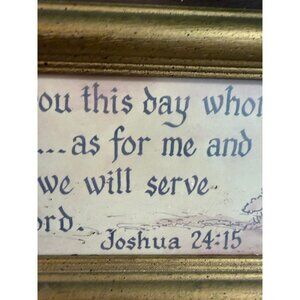 ou this day who
...as for me and
we will serve
ord.
Joshua 24:15